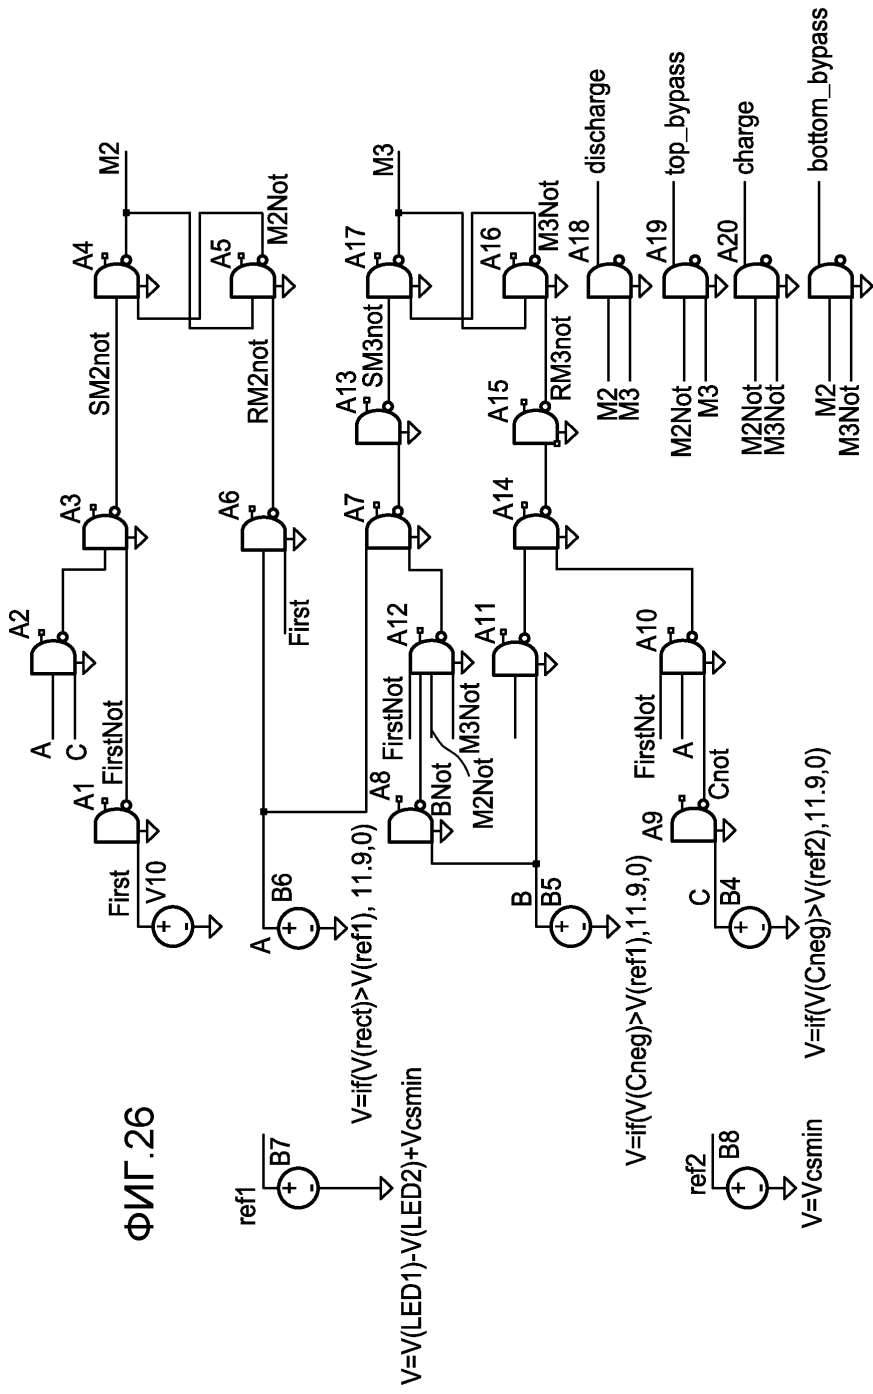 ФИГ.26
ref1
B7
V=V(LED1)-V(LED2)+Vcsmin
ref2
B8
V=Vcsmin
First
V10
A1
FirstNot
A
C
A2
A3
SM2not
A4
M2
A
B6
V=if(V(rect)>V(ref1), 11.9,0)
First
A6
RM2not
A5
M2Not
A8
BNot
FirstNot
M2Not
M3Not
A12
A7
A13
SM3not
A17
M3
B
B5
V=if(V(Cneg)>V(ref1),11.9,0)
A11
A14
A15
RM3not
A16
M3Not
C
B4
V=if(V(Cneg)>V(ref2),11.9,0)
A9
Cnot
FirstNot
A
A10
M2
M3
A18
discharge
M2Not
M3
A19
top_bypass
M2Not
M3Not
A20
charge
M2
M3Not
bottom_bypass